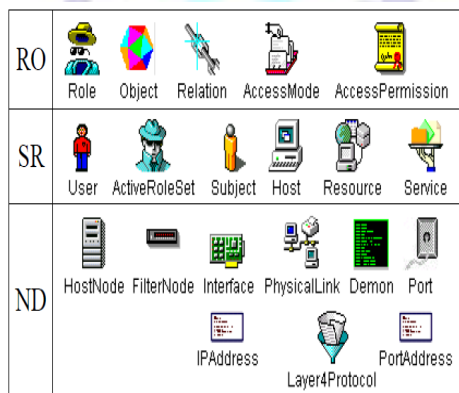 RO
Role Object Relation AccessMode AccessPermission
SR
User ActiveRoleSet Subject Host Resource Service
ND
HostNode FilterNode Interface PhysicalLink Demon Port
IPAddress Layer4Protocol PortAddress